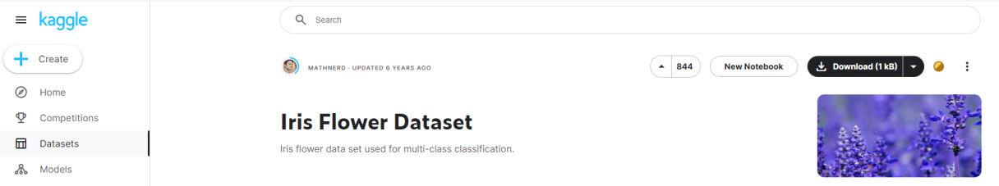 kaggle
Search
Create
MATHNERD · UPDATED 6 YEARS AGO
844
New Notebook
Download (1 kB)
Home
Competitions
Iris Flower Dataset
Datasets
Iris flower data set used for multi-class classification.
Models